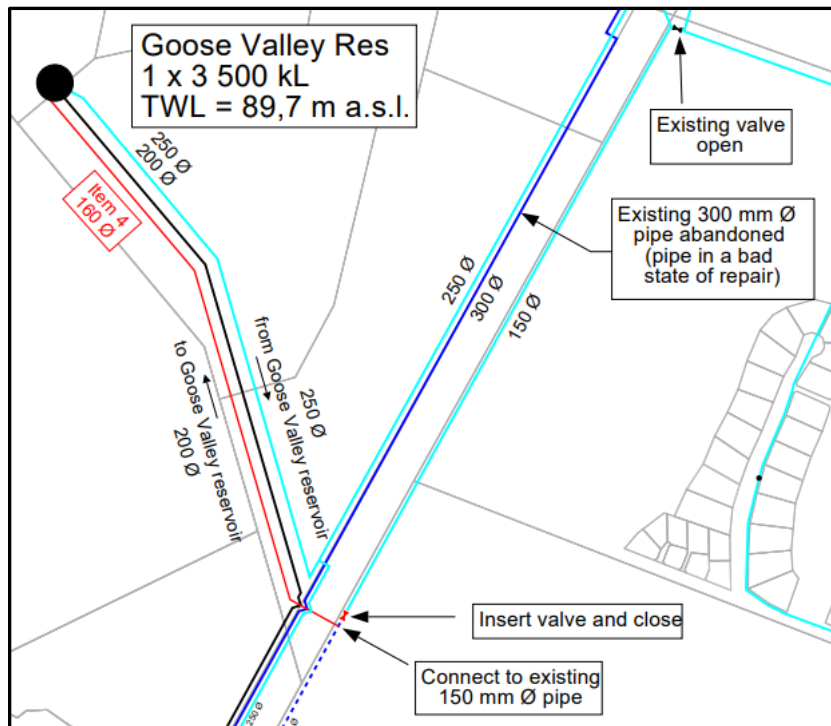 Goose Valley Res
1 x 3 500 kL
TWL = 89,7 m a.s.l.
250 Ø
200 Ø
Item 4
160 Ø
Existing valve
open
Existing 300 mm Ø
pipe abandoned
(pipe in a bad
state of repair)
250 Ø
300 Ø
150 Ø
from Goose Valley reservoir
250 Ø
to Goose Valley reservoir
200 Ø
Insert valve and close
Connect to existing
150 mm Ø pipe
250 Ø
150 Ø